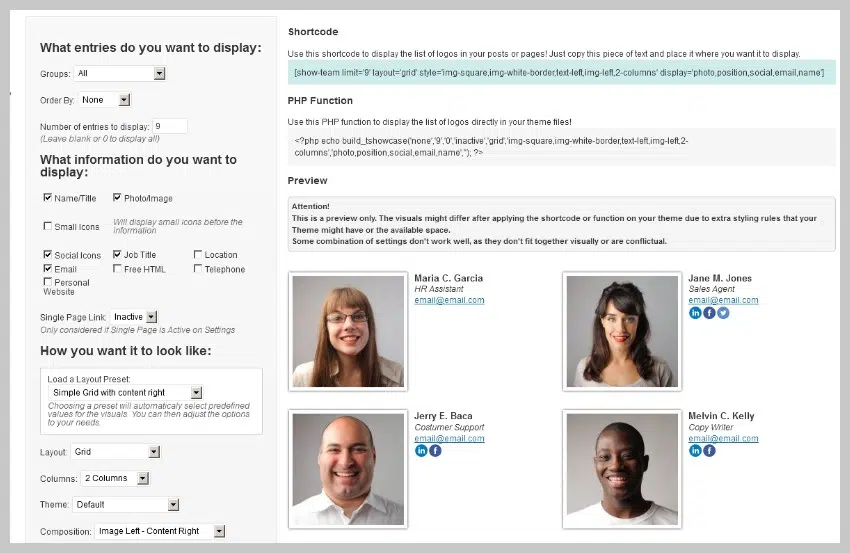 What entries do you want to display:
Groups: All
Order By: None
Number of entries to display: 9
(Leave blank or 0 to display all)
What information do you want to
display:
Name/Title Photo/Image
Small Icons Will display small icons before the
information
Social Icons Job Title Location
Email Free HTML Telephone
Personal
Website
Single Page Link: Inactive
Only considered if Single Page is Active on Settings
How you want it to look like:
Load a Layout Preset:
Simple Grid with content right
Choosing a preset will automaticaly select predefined
values for the visuals. You can then adjust the options
to your needs.
Layout: Grid
Columns: 2 Columns
Theme: Default
Composition: Image Left - Content Right
Shortcode
Use this shortcode to display the list of logos in your posts or pages! Just copy this piece of text and place it where you want it to display.
[show-team limit='9' layout='grid' style='img-square,img-white-border,text-left,img-left,2-columns' display='photo,position,social,email,name']
PHP Function
Use this PHP function to display the list of logos directly in your theme files!
<?php echo build_tshowcase('none','9','0','inactive','grid','img-square,img-white-border,text-left,img-left,2-
columns','photo,position,social,email,name',''); ?>
Preview
Attention!
This is a preview only. The visuals might differ after applying the shortcode or function on your theme due to extra styling rules that your
Theme might have or the available space.
Some combination of settings don't work well, as they don't fit together visually or are conflictual.
Maria C. Garcia
HR Assistant
email@email.com
Jane M. Jones
Sales Agent
email@email.com
Jerry E. Baca
Costumer Support
email@email.com
Melvin C. Kelly
Copy Writer
email@email.com